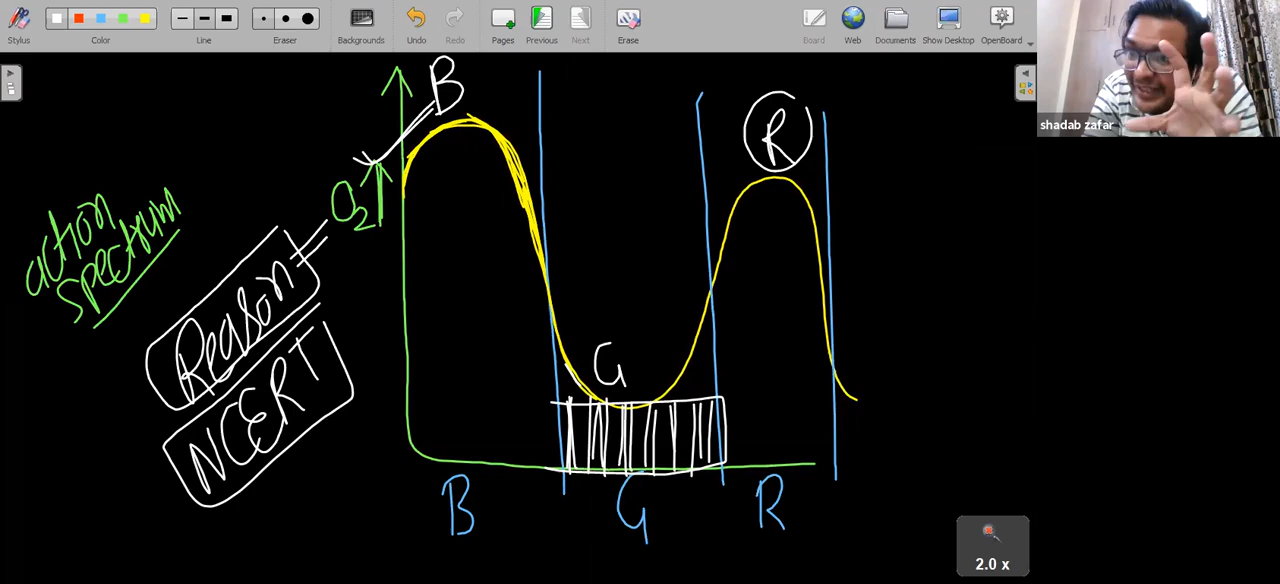 Stylus
Color
Line
Eraser
Backgrounds
Undo
Redo
Pages
Previous
Next
Erase
Board
Web
Documents
Show Desktop
OpenBoard
shadab zafar
B
R
O2
action
spectrum
Reason
NCERT
G
B
G
R
2.0 x